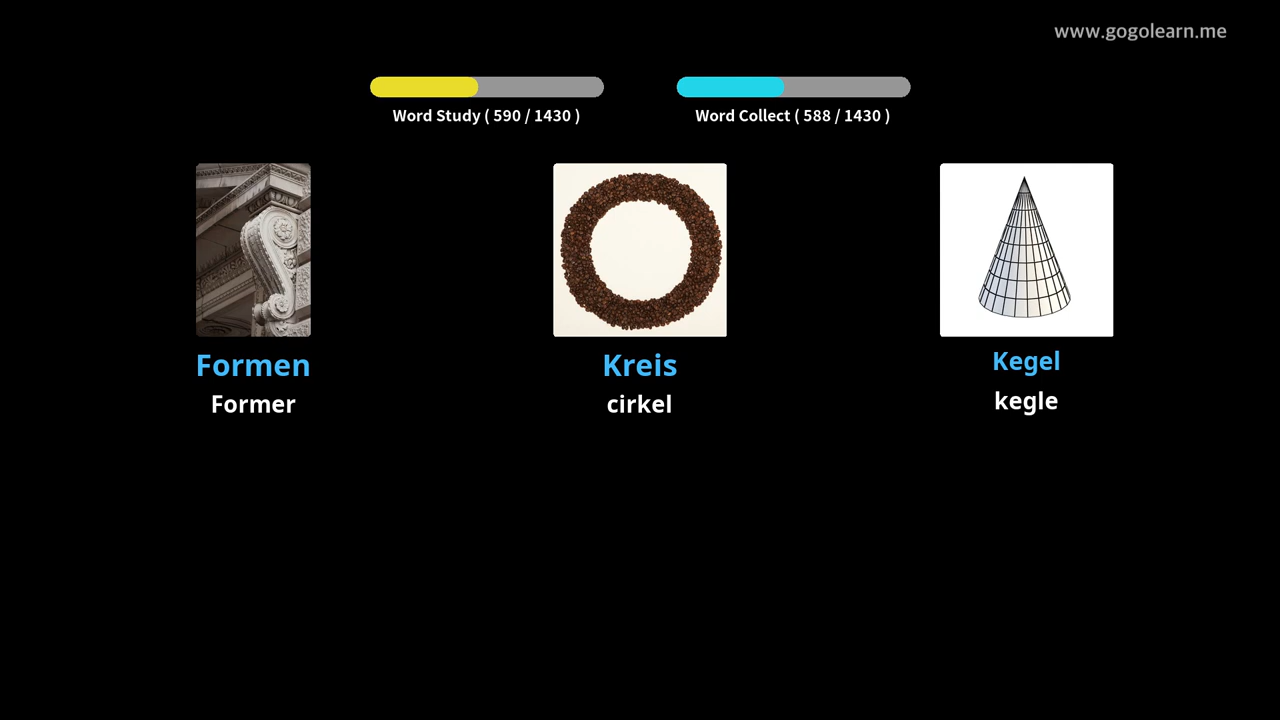 www.gogolearn.me
Word Study ( 590 / 1430 )
Word Collect ( 588 / 1430 )
Formen
Former
Kreis
cirkel
Kegel
kegle